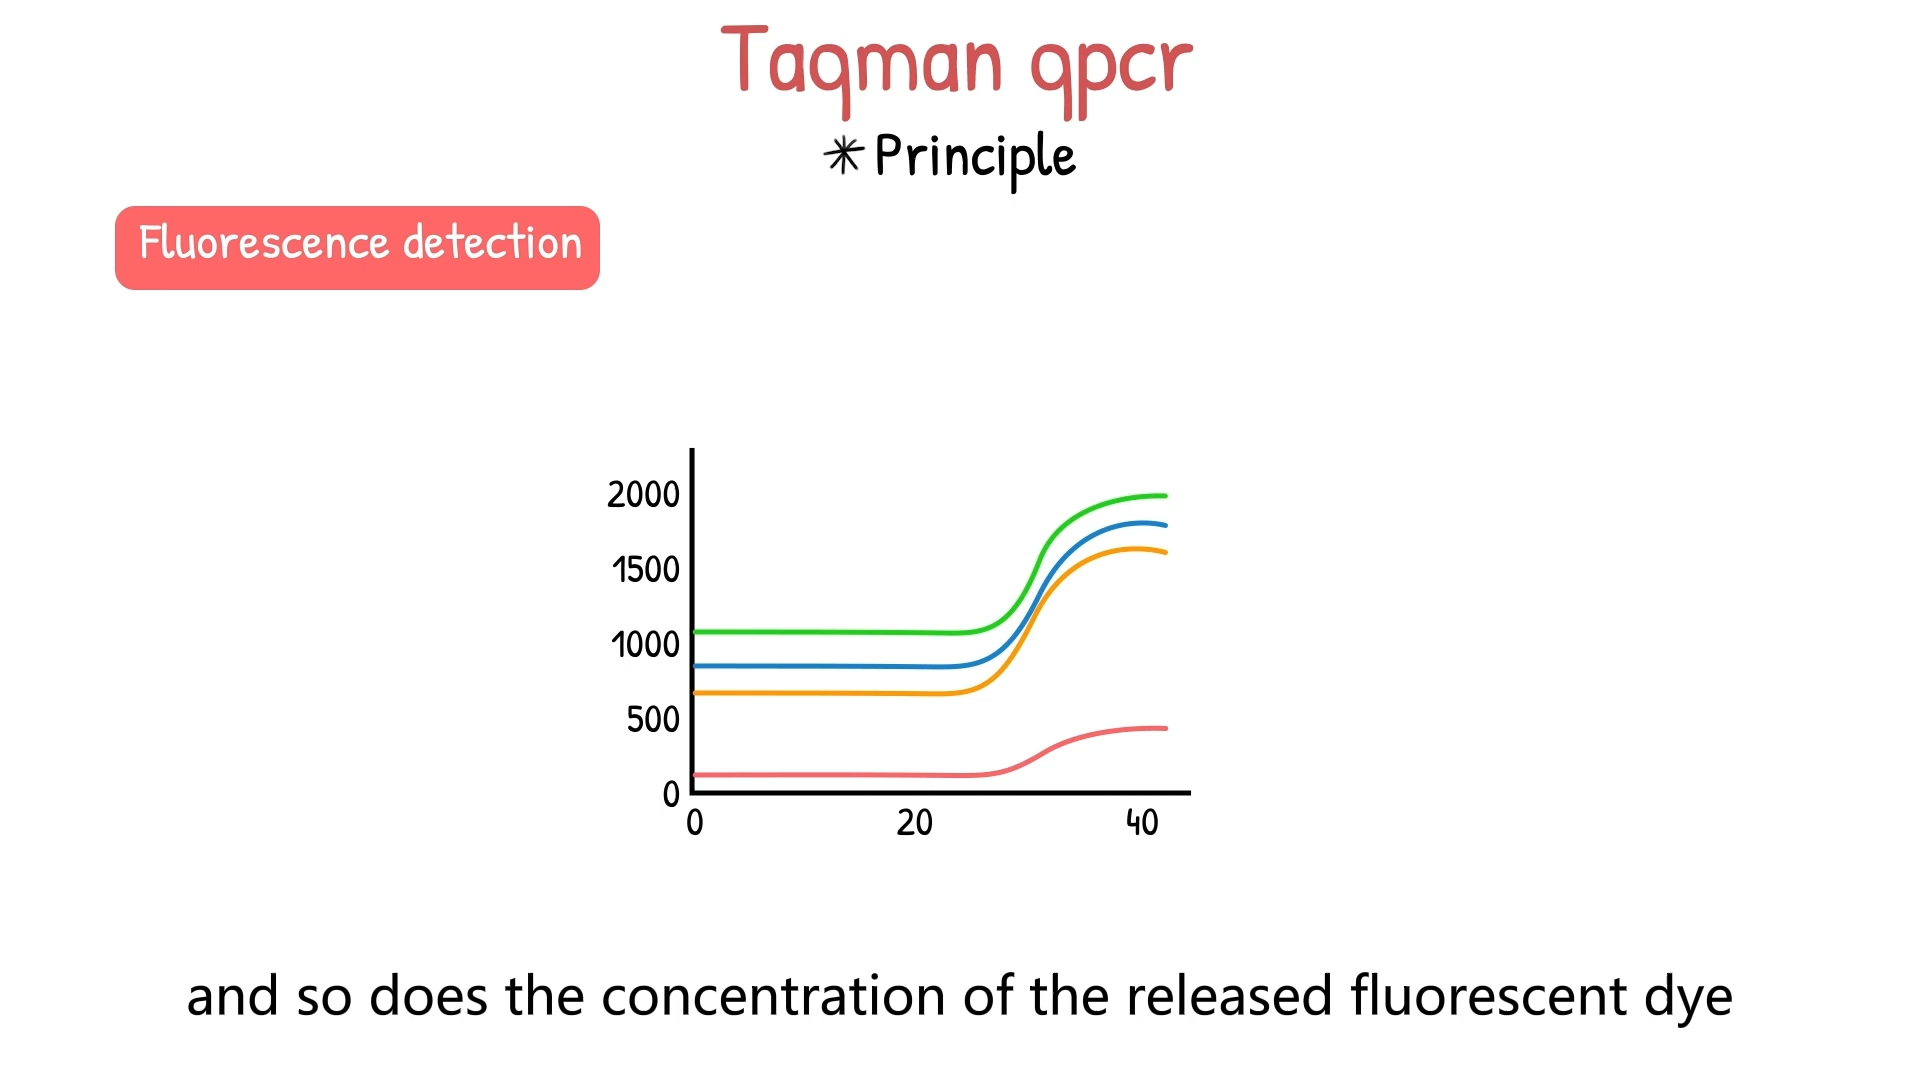 Taqman qpcr
Principle
Fluorescence detection
2000
1500
1000
500
0
0 20 40
and so does the concentration of the released fluorescent dye